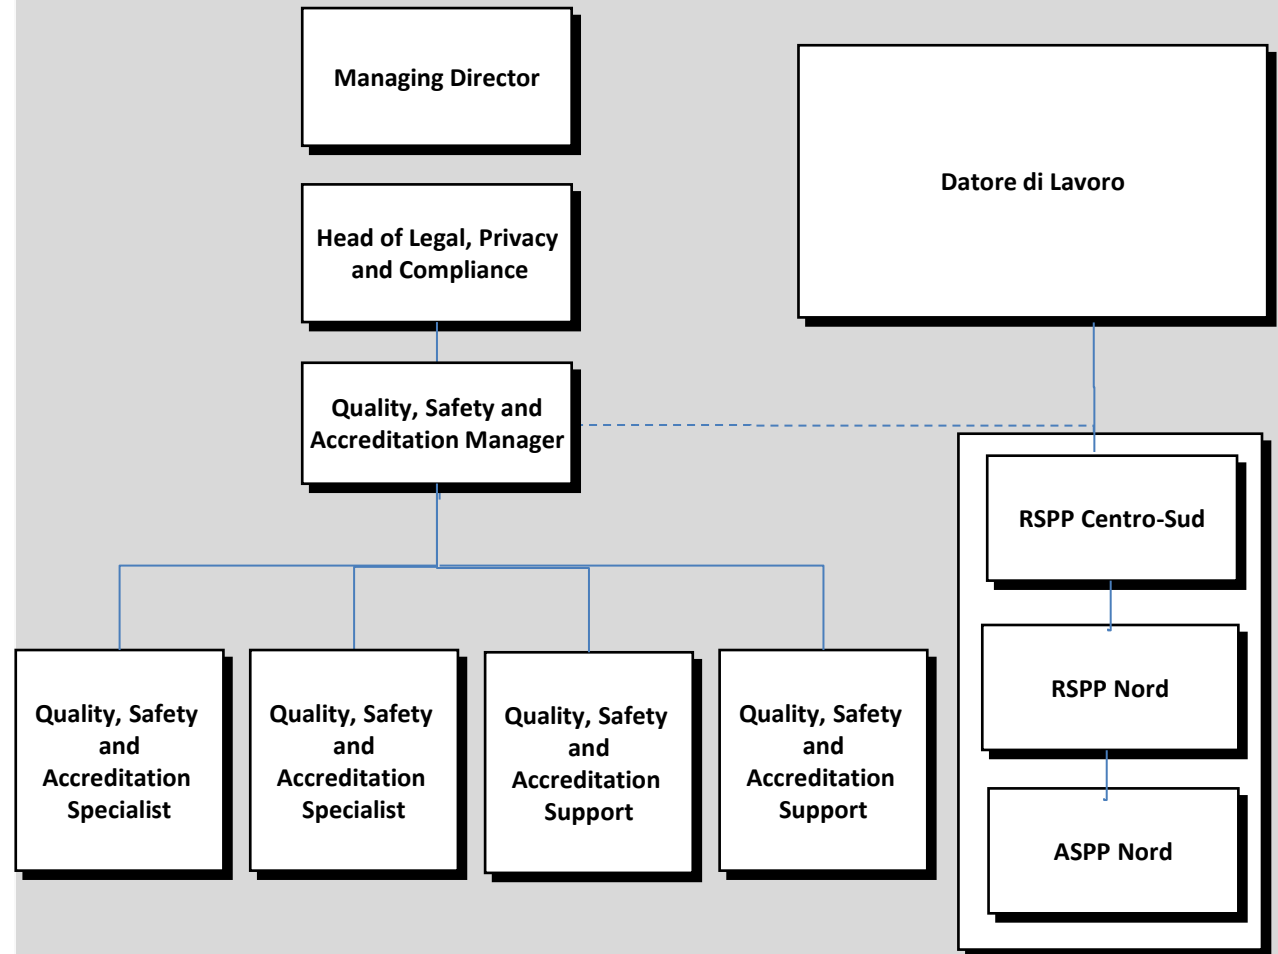 Managing Director
Datore di Lavoro
Head of Legal, Privacy
and Compliance
Quality, Safety and
Accreditation Manager
RSPP Centro-Sud
RSPP Nord
ASPP Nord
Quality, Safety
and
Accreditation
Specialist
Quality, Safety
and
Accreditation
Specialist
Quality, Safety
and
Accreditation
Support
Quality, Safety
and
Accreditation
Support